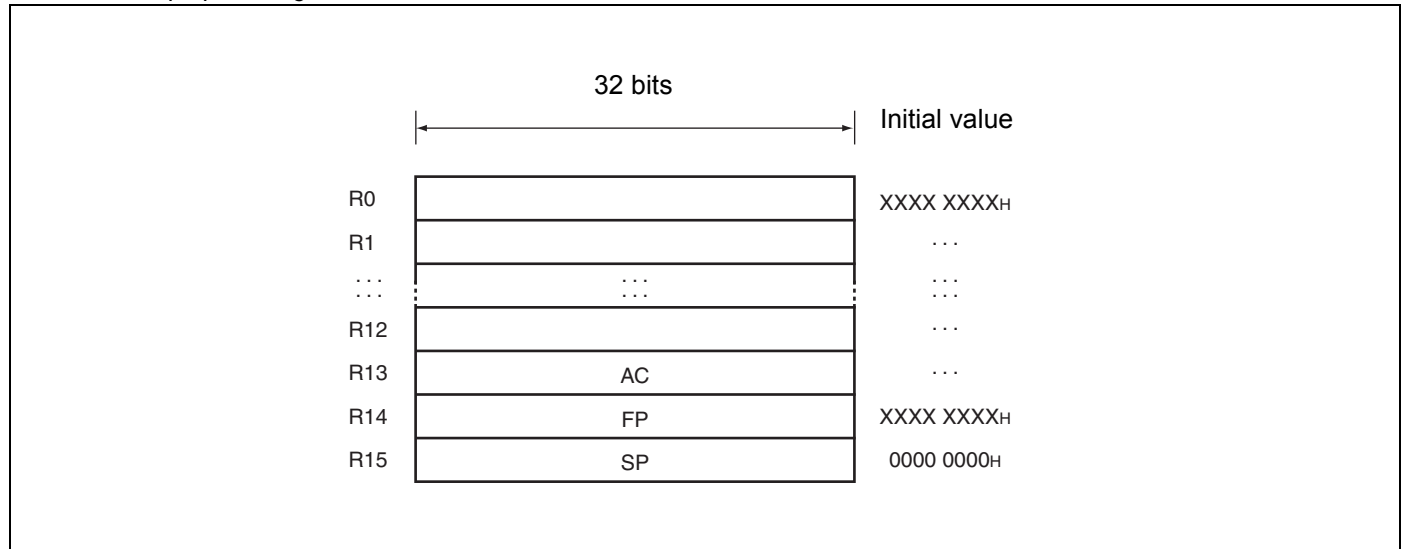 32 bits
Initial value
R0 XXXX XXXXH
R1 ...
... ... ...
... ... ...
R12 ...
R13 AC ...
R14 FP XXXX XXXXH
R15 SP 0000 0000H